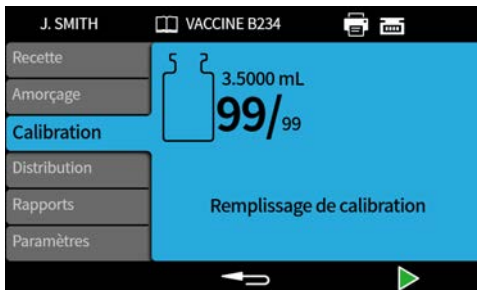 J. SMITH
VACCINE B234
Recette
Amorçage
Calibration
Distribution
Rapports
Paramètres
3.5000 mL
99/99
Remplissage de calibration